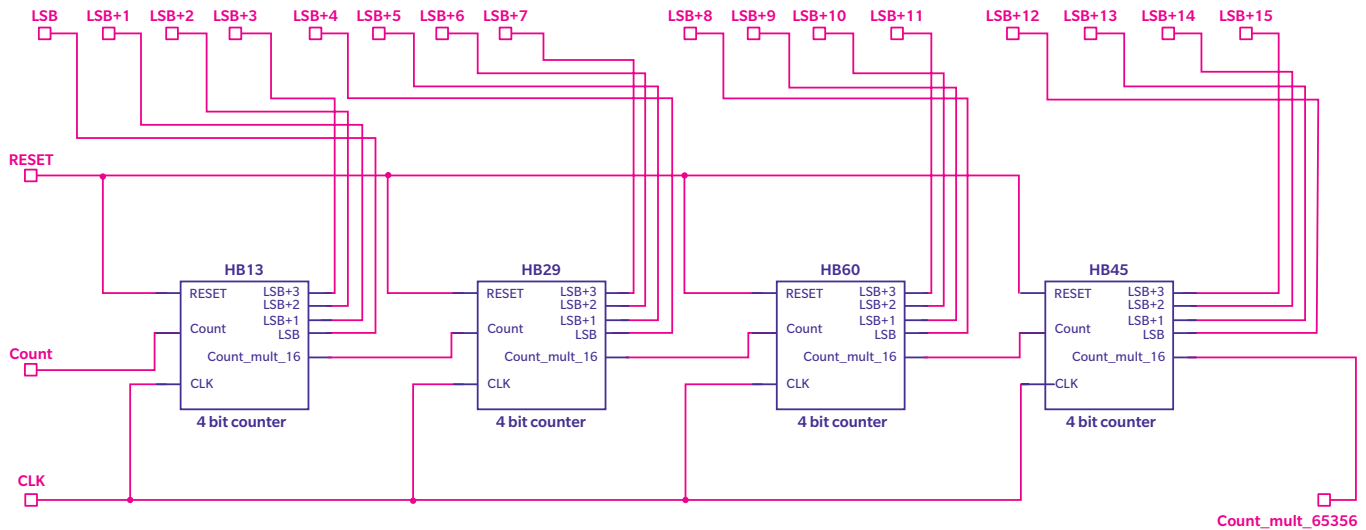 LSB LSB+1 LSB+2 LSB+3 LSB+4 LSB+5 LSB+6 LSB+7 LSB+8 LSB+9 LSB+10 LSB+11 LSB+12 LSB+13 LSB+14 LSB+15
RESET
HB13 HB29 HB60 HB45
RESET LSB+3 RESET LSB+3 RESET LSB+3 RESET LSB+3
LSB+2 LSB+2 LSB+2 LSB+2
LSB+1 LSB+1 LSB+1 LSB+1
Count LSB Count LSB Count LSB Count LSB
Count
Count_mult_16 Count_mult_16 Count_mult_16 Count_mult_16
CLK CLK CLK CLK
4 bit counter 4 bit counter 4 bit counter 4 bit counter
CLK
Count_mult_65356